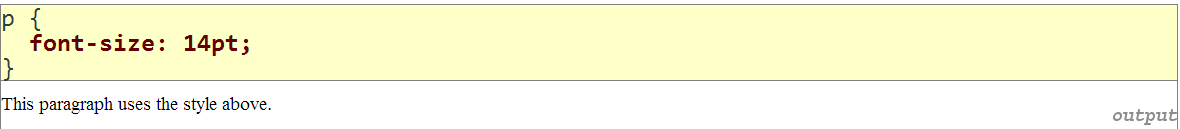 p {
  font-size: 14pt;
}
This paragraph uses the style above.
output